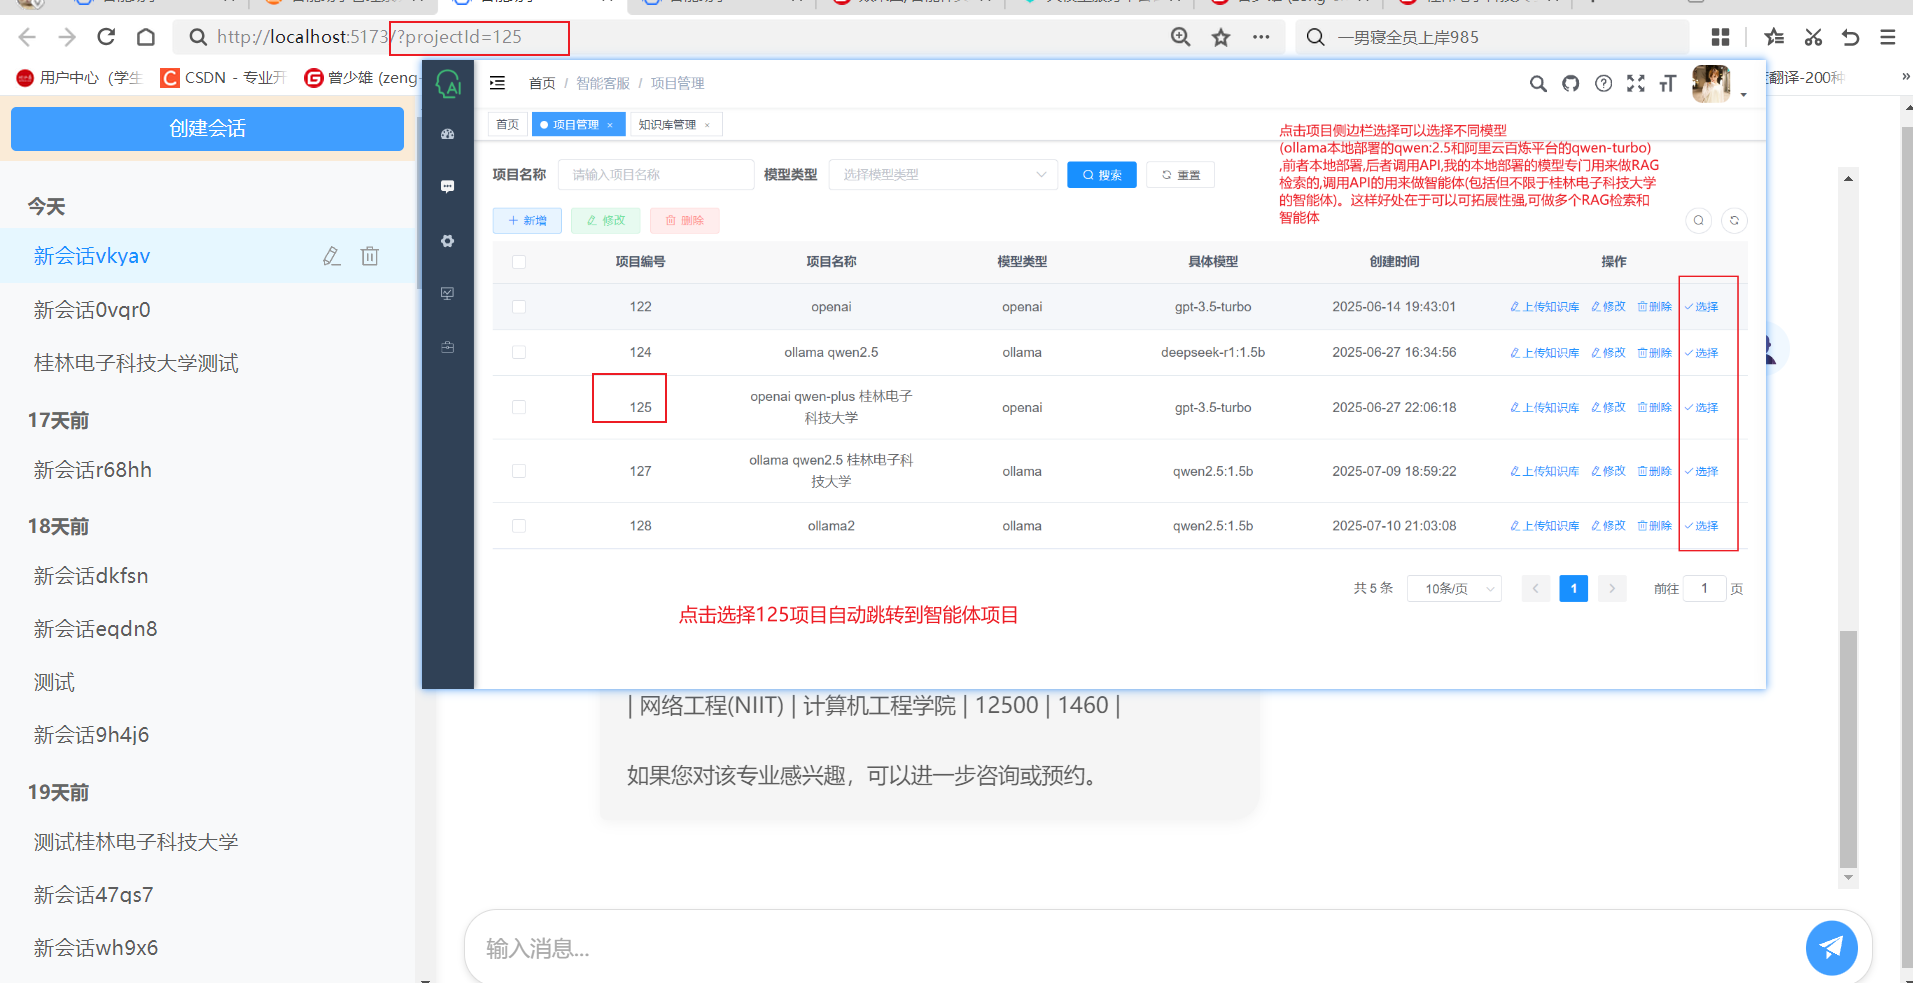 http://localhost:5173/?projectId=125
一男寝全员上岸985
用户中心（学生
CSDN - 专业开
曾少雄 (zeng-
翻译-200种
»
创建会话
今天
新会话vkyav
新会话0vqr0
桂林电子科技大学测试
17天前
新会话r68hh
18天前
新会话dkfsn
新会话eqdn8
测试
新会话9h4j6
19天前
测试桂林电子科技大学
新会话47qs7
新会话wh9x6
AI
首页 / 智能客服 / 项目管理
首页
项目管理 ×
知识库管理 ×
点击项目侧边栏选择可以选择不同模型
(ollama本地部署的qwen:2.5和阿里云百炼平台的qwen-turbo)
,前者本地部署,后者调用API,我的本地部署的模型专门用来做RAG
检索的,调用API的用来做智能体(包括但不限于桂林电子科技大学
的智能体)。这样好处在于可以可拓展性强,可做多个RAG检索和
智能体
项目名称 请输入项目名称 模型类型 选择模型类型 搜索 重置
+ 新增 修改 删除
项目编号 项目名称 模型类型 具体模型 创建时间 操作
122 openai openai gpt-3.5-turbo 2025-06-14 19:43:01 上传知识库 修改 删除 选择
124 ollama qwen2.5 ollama deepseek-r1:1.5b 2025-06-27 16:34:56 上传知识库 修改 删除 选择
125 openai qwen-plus 桂林电子
科技大学 openai gpt-3.5-turbo 2025-06-27 22:06:18 上传知识库 修改 删除 选择
127 ollama qwen2.5 桂林电子科
技大学 ollama qwen2.5:1.5b 2025-07-09 18:59:22 上传知识库 修改 删除 选择
128 ollama2 ollama qwen2.5:1.5b 2025-07-10 21:03:08 上传知识库 修改 删除 选择
共 5 条 10条/页 < 1 > 前往 1 页
点击选择125项目自动跳转到智能体项目
| 网络工程(NIIT) | 计算机工程学院 | 12500 | 1460 |
如果您对该专业感兴趣，可以进一步咨询或预约。
输入消息...